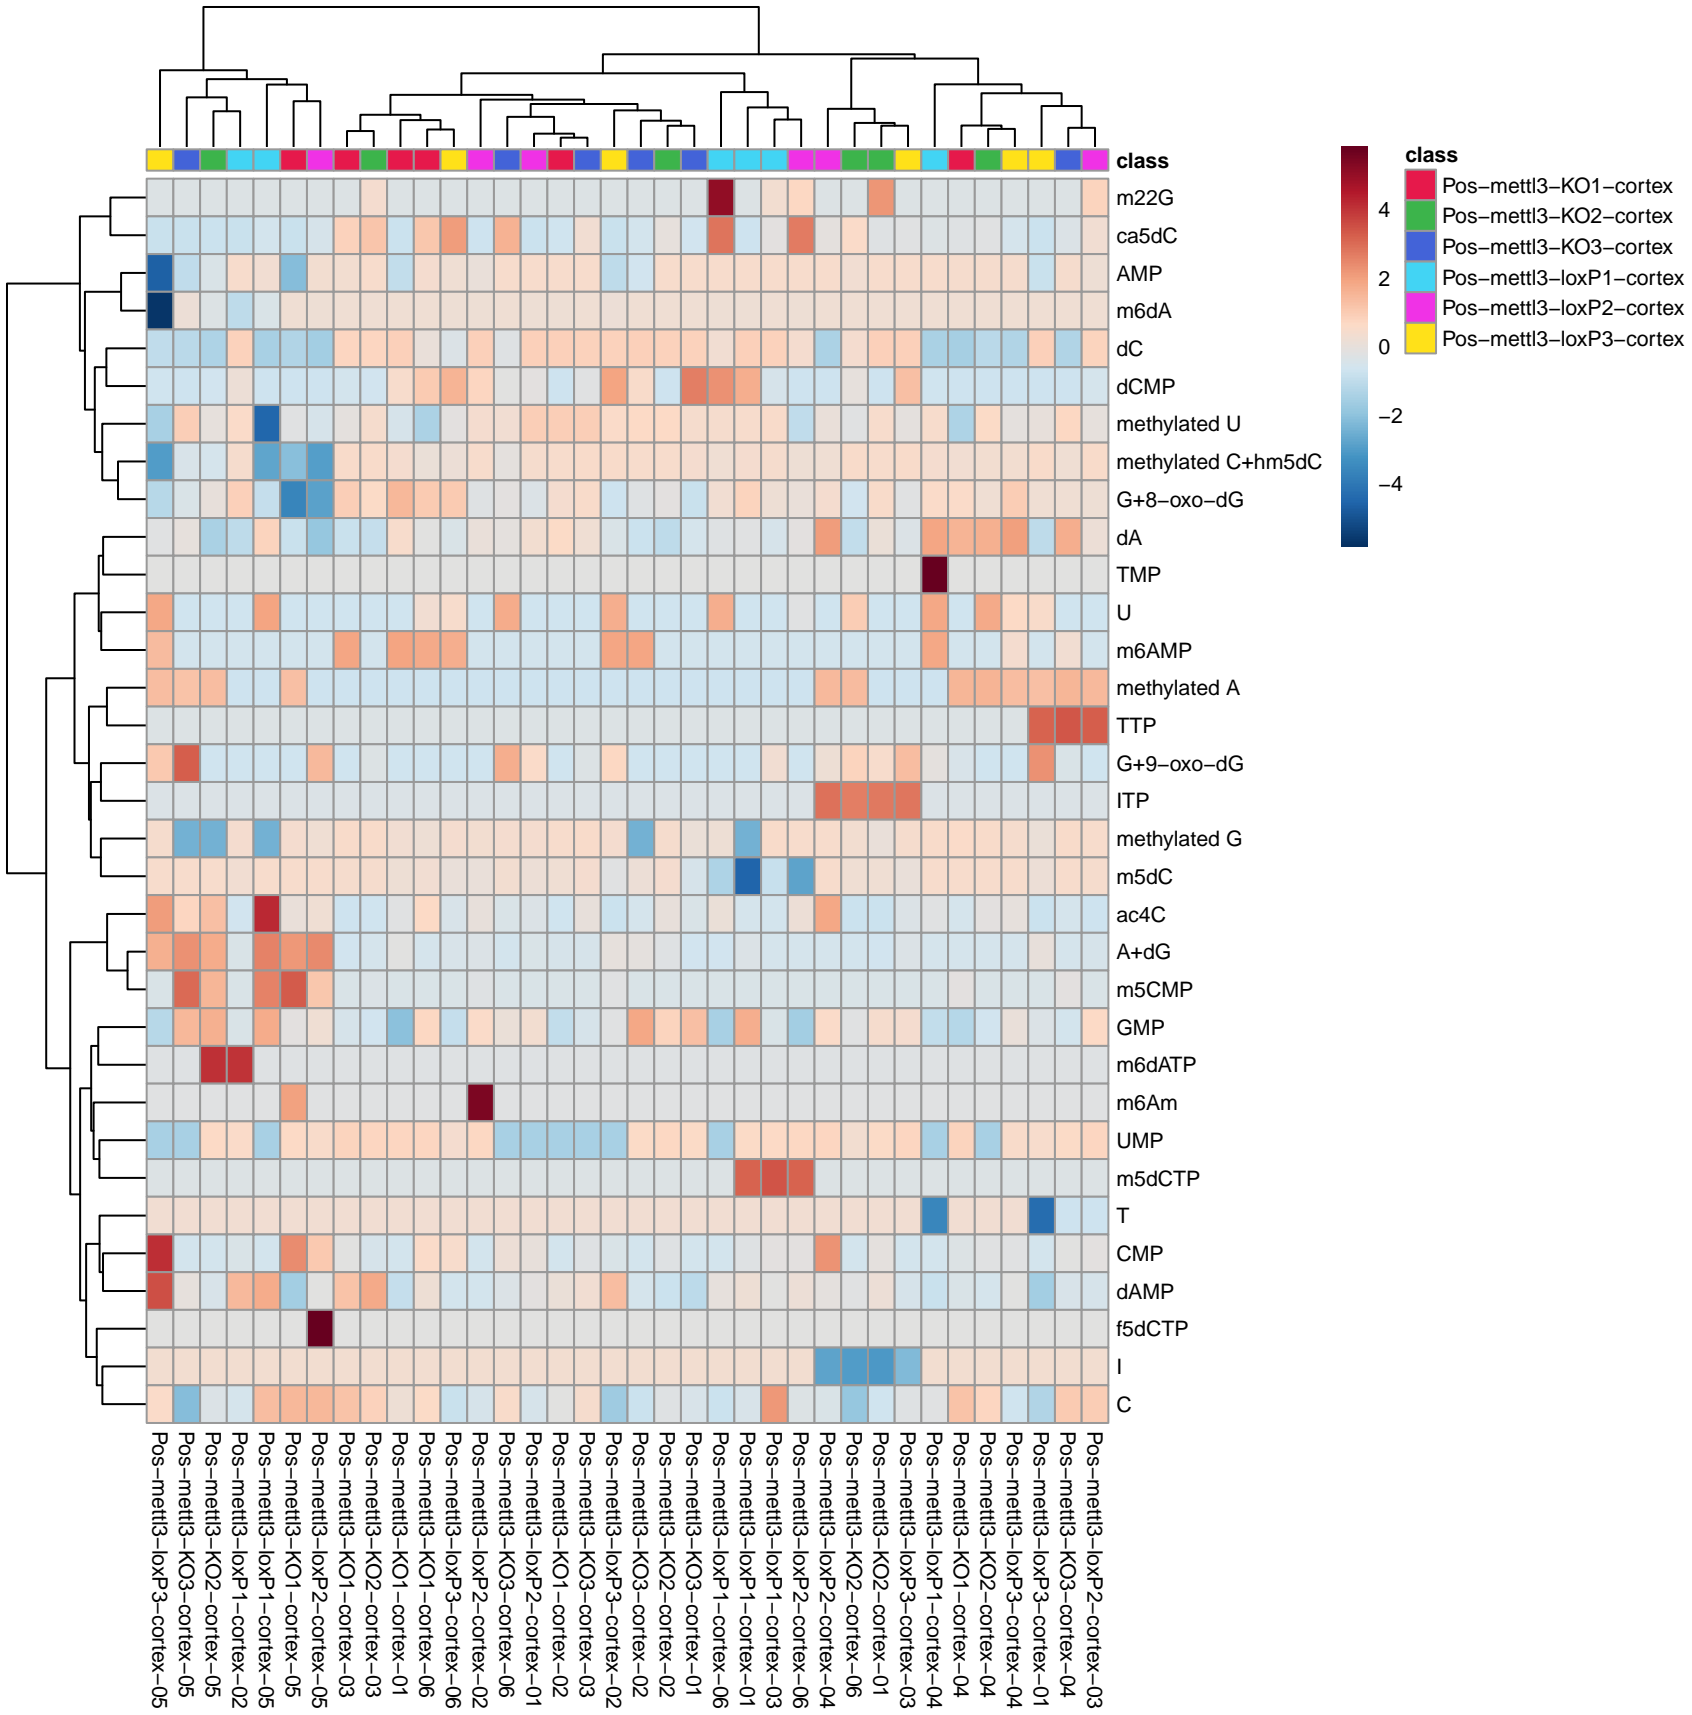 class
m22G
ca5dC
AMP
m6dA
dC
dCMP
methylated U
methylated C+hm5dC
G+8−oxo−dG
dA
TMP
U
m6AMP
methylated A
TTP
G+9−oxo−dG
ITP
methylated G
m5dC
ac4C
A+dG
m5CMP
GMP
m6dATP
m6Am
UMP
m5dCTP
T
CMP
dAMP
f5dCTP
I
C
4
2
0
−2
−4
class
Pos−mettl3−KO1−cortex
Pos−mettl3−KO2−cortex
Pos−mettl3−KO3−cortex
Pos−mettl3−loxP1−cortex
Pos−mettl3−loxP2−cortex
Pos−mettl3−loxP3−cortex
Pos−mettl3−loxP3−cortex−05
Pos−mettl3−KO3−cortex−05
Pos−mettl3−KO2−cortex−05
Pos−mettl3−loxP1−cortex−02
Pos−mettl3−loxP1−cortex−05
Pos−mettl3−KO1−cortex−05
Pos−mettl3−loxP2−cortex−05
Pos−mettl3−KO1−cortex−03
Pos−mettl3−KO2−cortex−03
Pos−mettl3−KO1−cortex−01
Pos−mettl3−KO1−cortex−06
Pos−mettl3−loxP3−cortex−06
Pos−mettl3−loxP2−cortex−02
Pos−mettl3−KO3−cortex−06
Pos−mettl3−loxP2−cortex−01
Pos−mettl3−KO1−cortex−02
Pos−mettl3−KO3−cortex−03
Pos−mettl3−loxP3−cortex−02
Pos−mettl3−KO3−cortex−02
Pos−mettl3−KO2−cortex−02
Pos−mettl3−KO3−cortex−01
Pos−mettl3−loxP1−cortex−06
Pos−mettl3−loxP1−cortex−01
Pos−mettl3−loxP1−cortex−03
Pos−mettl3−loxP2−cortex−06
Pos−mettl3−loxP2−cortex−04
Pos−mettl3−KO2−cortex−06
Pos−mettl3−KO2−cortex−01
Pos−mettl3−loxP3−cortex−03
Pos−mettl3−loxP1−cortex−04
Pos−mettl3−KO1−cortex−04
Pos−mettl3−KO2−cortex−04
Pos−mettl3−loxP3−cortex−04
Pos−mettl3−loxP3−cortex−01
Pos−mettl3−KO3−cortex−04
Pos−mettl3−loxP2−cortex−03